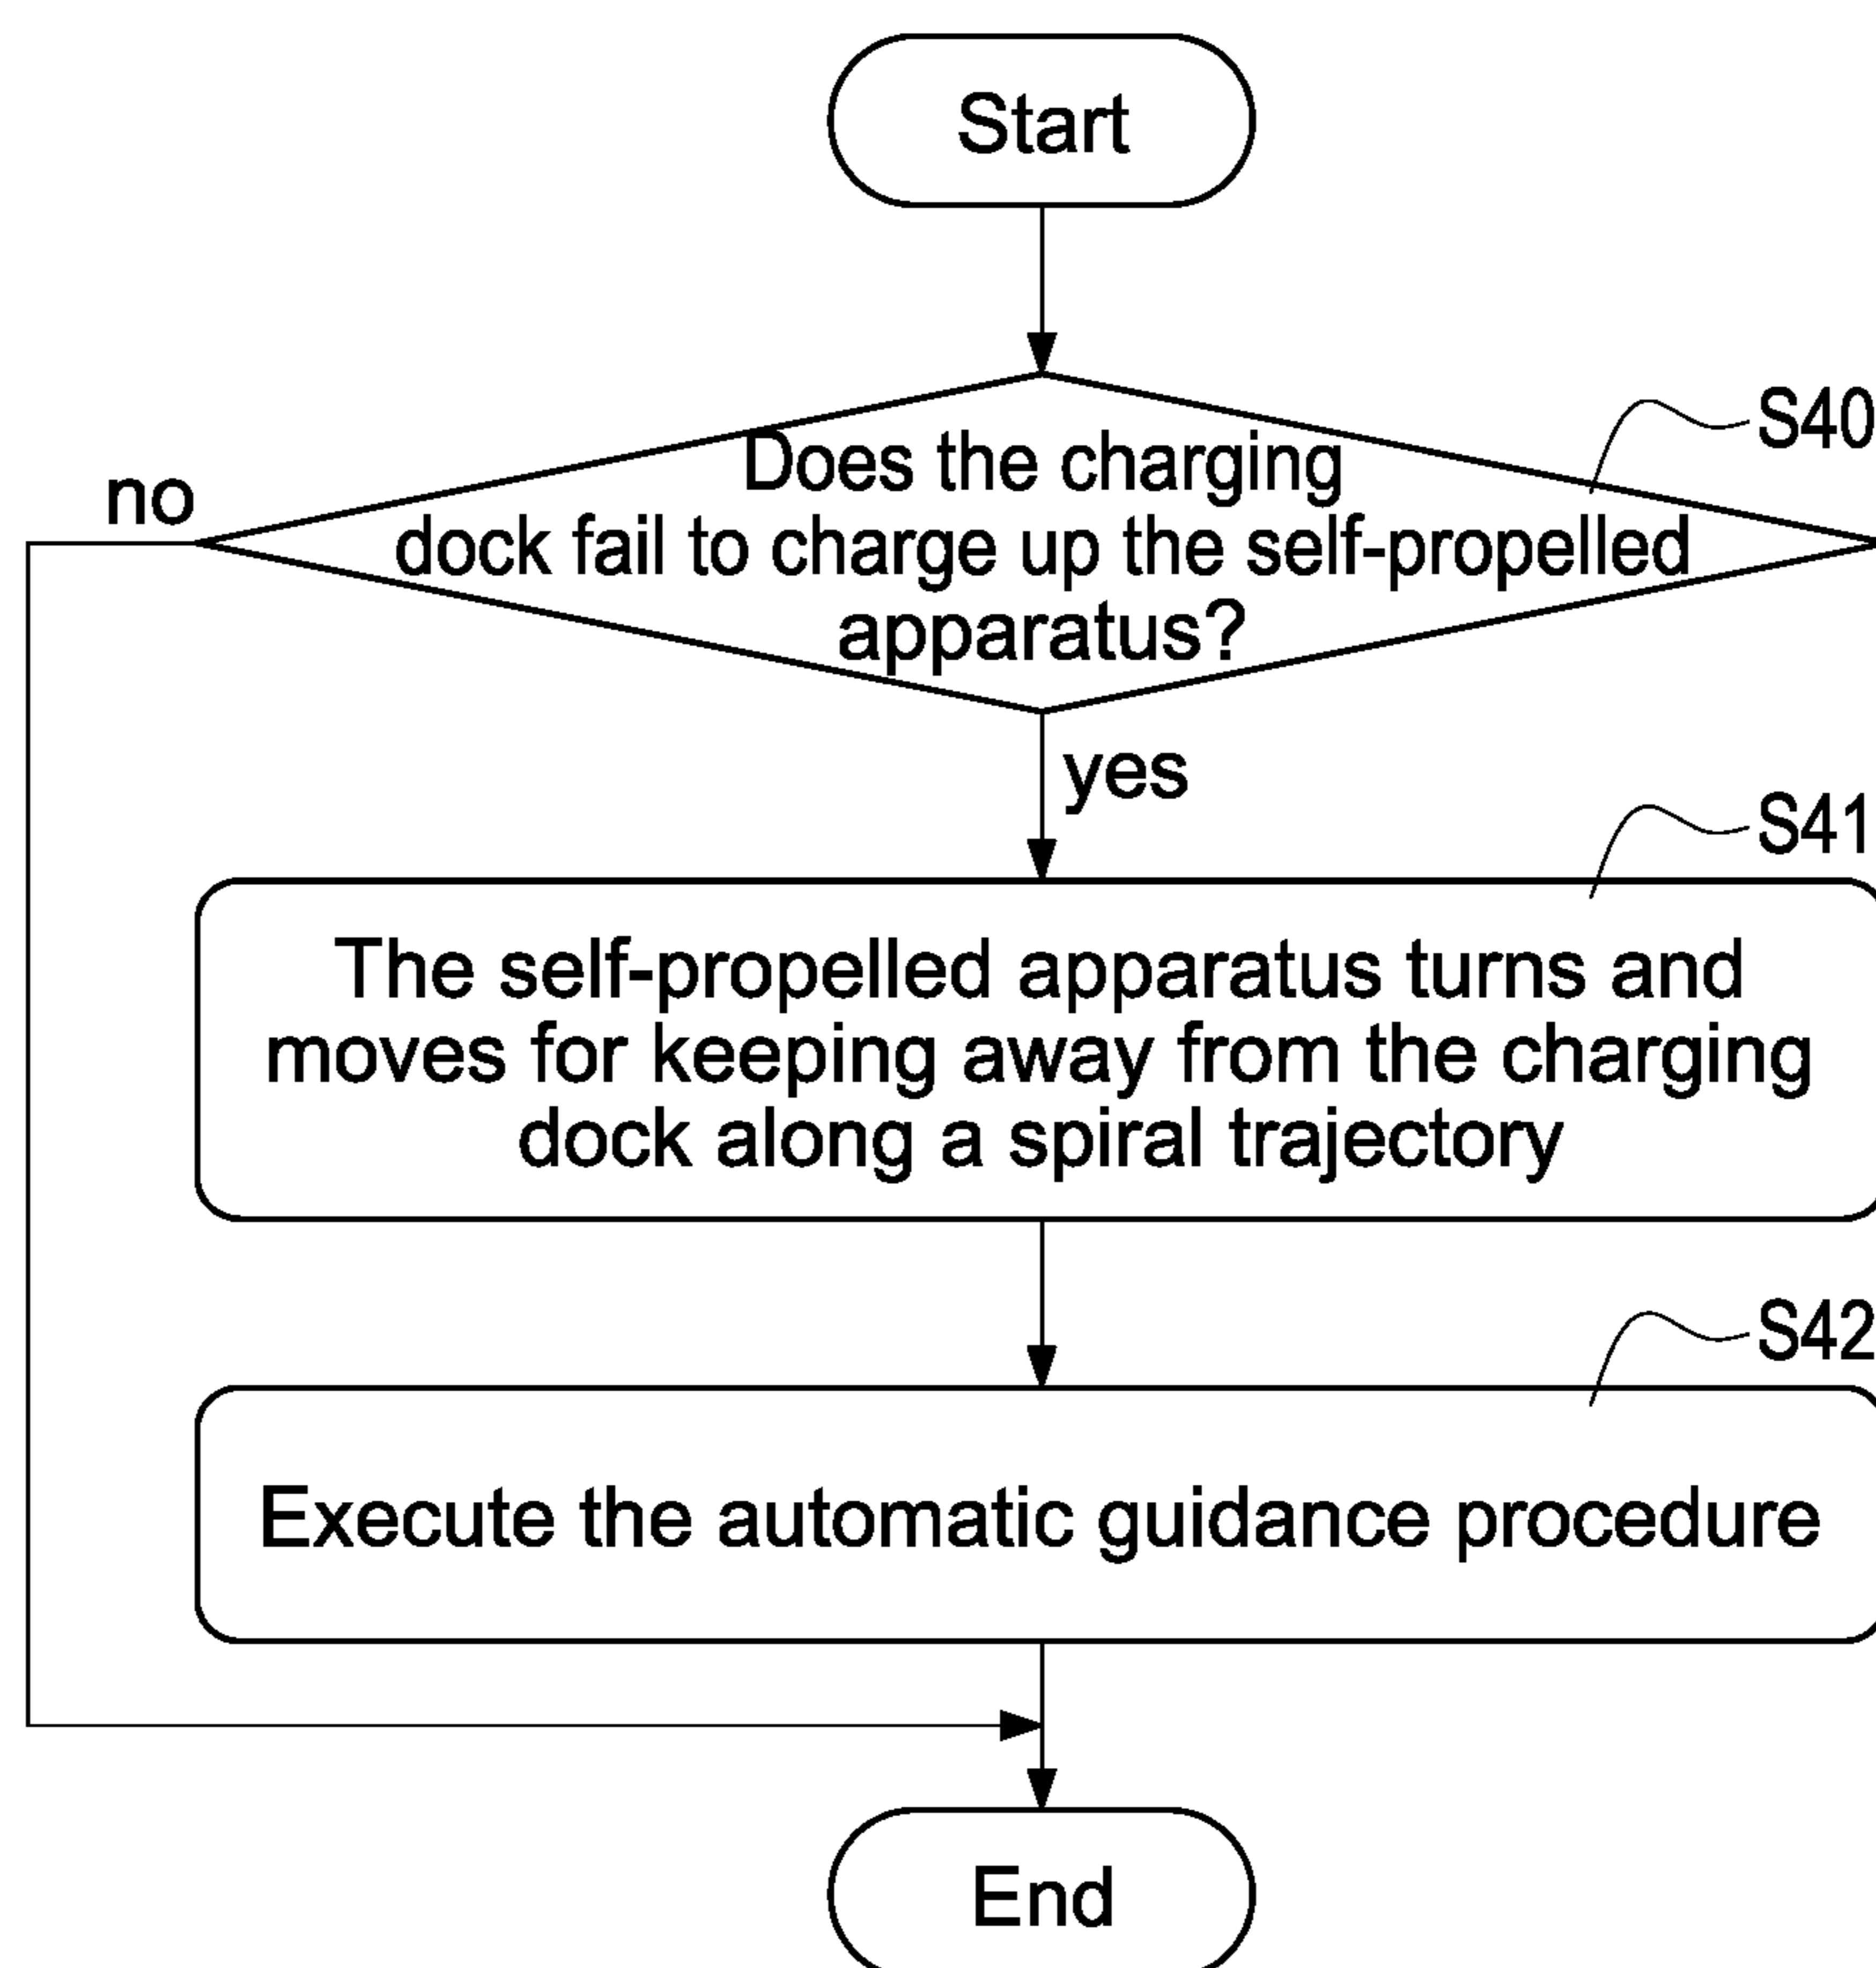 Start
S40
Does the charging
dock fail to charge up the self-propelled
apparatus?
no
yes
S41
The self-propelled apparatus turns and
moves for keeping away from the charging
dock along a spiral trajectory
S42
Execute the automatic guidance procedure
End